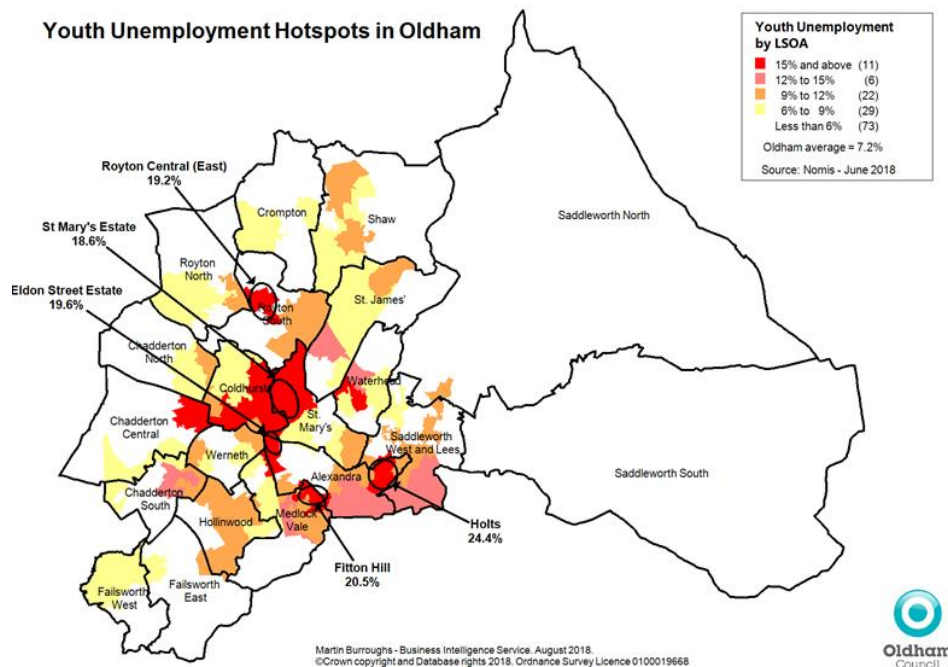 Youth Unemployment Hotspots in Oldham
Youth Unemployment
by LSOA
15% and above (11)
12% to 15% (6)
9% to 12% (22)
6% to 9% (29)
Less than 6% (73)
Oldham average = 7.2%
Source: Nomis - June 2018
Royton Central (East)
19.2%
St Mary's Estate
18.6%
Eldon Street Estate
19.6%
Crompton
Shaw
Saddleworth North
Royton
North
Royton
South
St. James'
Chadderton
North
Coldhurst
Waterhead
Chadderton
Central
St.
Mary's
Saddleworth
West and Lees
Werneth
Alexandra
Saddleworth South
Chadderton
South
Hollinwood
Medlock
Vale
Holts
24.4%
Fitton Hill
20.5%
Failsworth
West
Failsworth
East
Martin Burroughs - Business Intelligence Service. August 2018.
©Crown copyright and Database rights 2018. Ordnance Survey Licence 0100019668
Oldham
Council